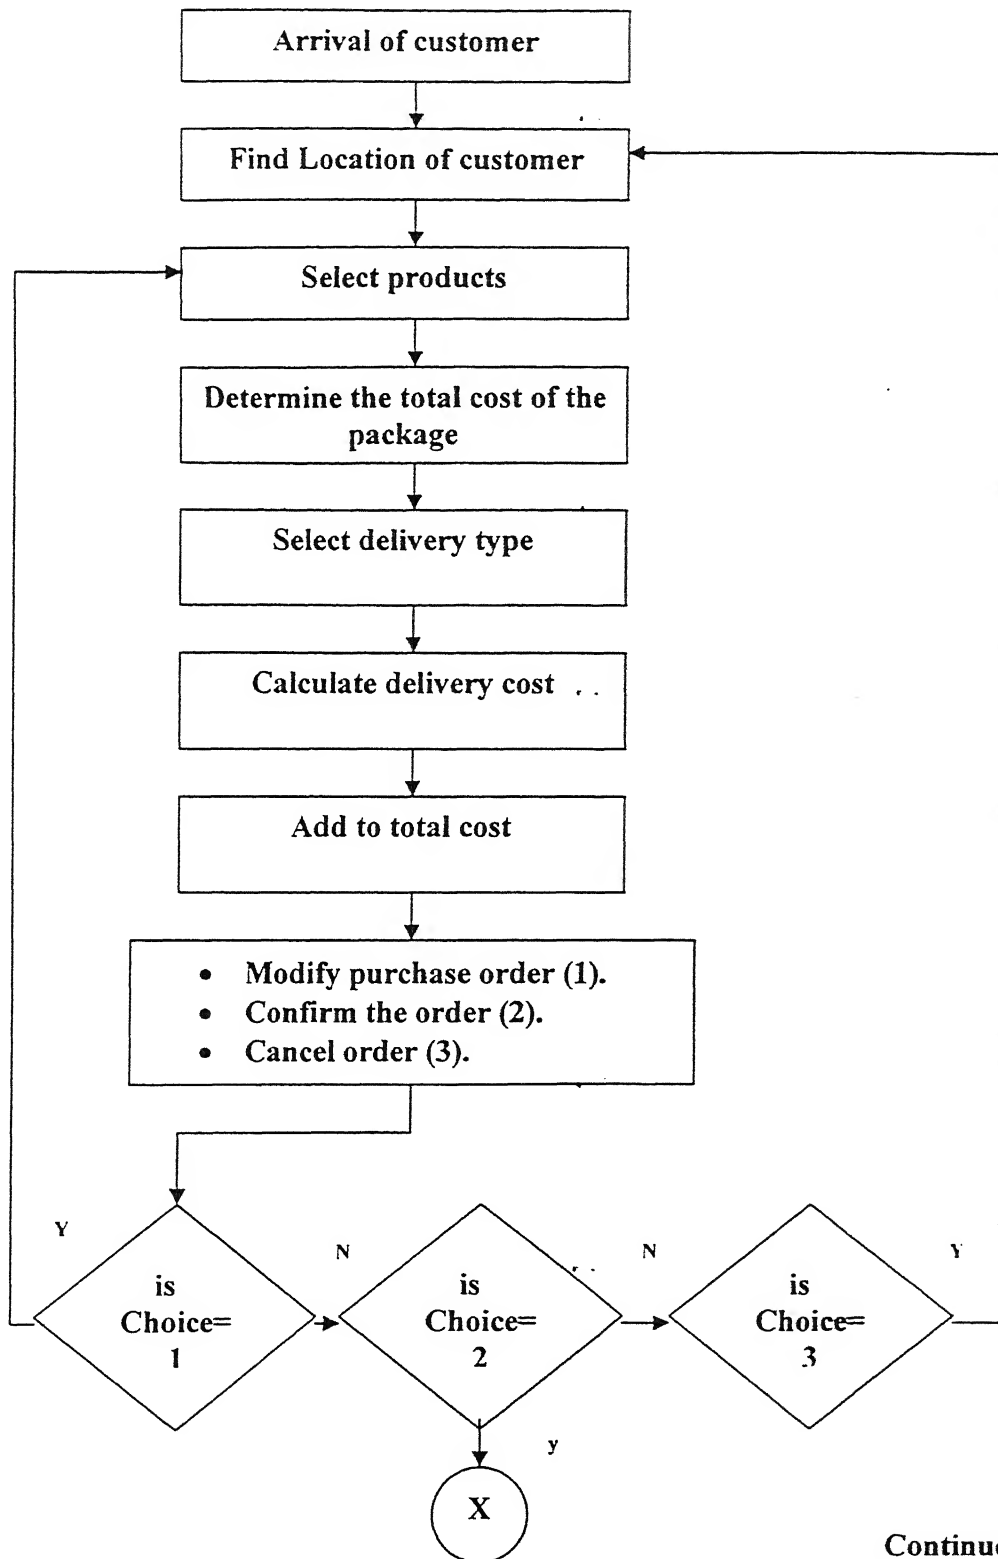 Arrival of customer
Find Location of customer
Select products
Determine the total cost of the
package
Select delivery type
Calculate delivery cost
Add to total cost
• Modify purchase order (1).
• Confirm the order (2).
• Cancel order (3).
Y
N
N
Y
is
Choice=
1
is
Choice=
2
is
Choice=
3
y
X
Continue